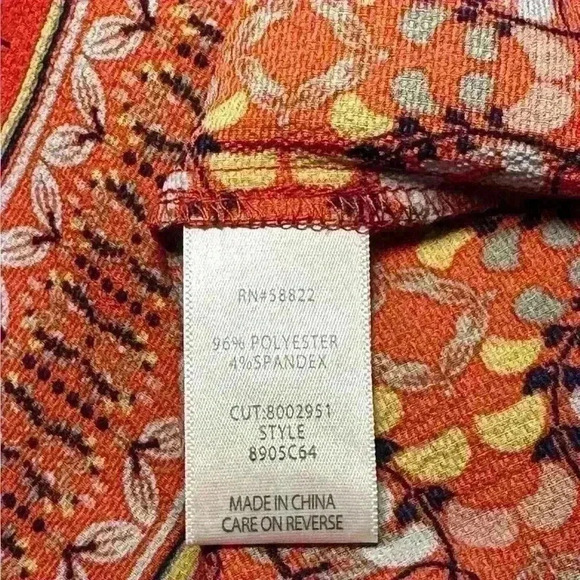 RN#58822
96% POLYESTER
4%SPANDEX
CUT:8002951
STYLE
8905C64
MADE IN CHINA
CARE ON REVERSE